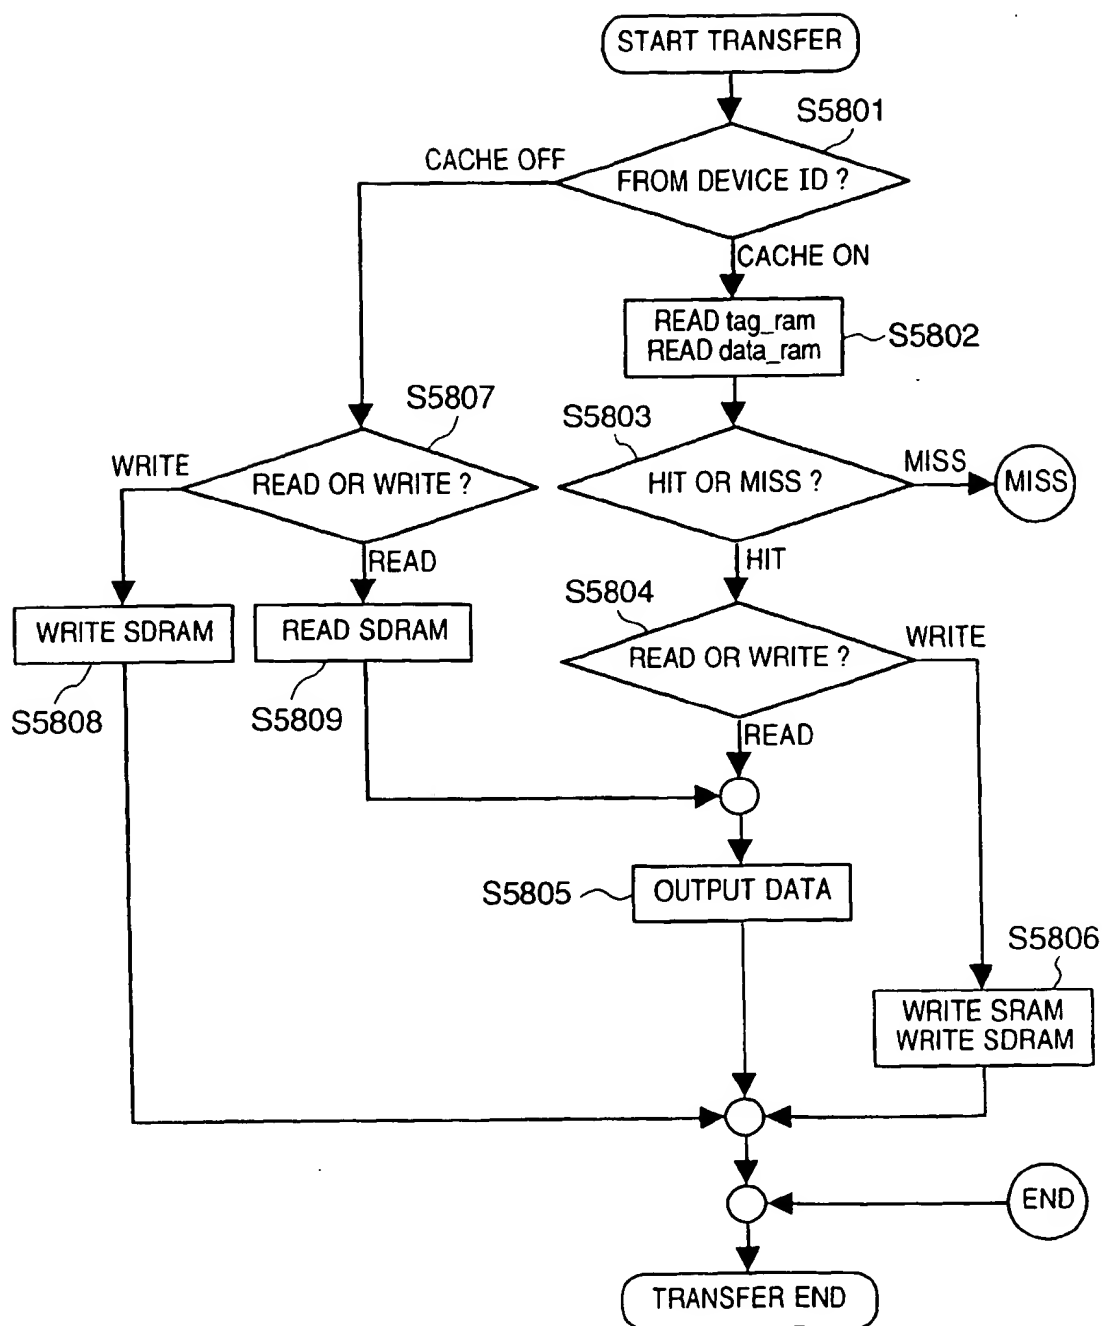 START TRANSFER
S5801
CACHE OFF
FROM DEVICE ID ?
CACHE ON
READ tag_ram
READ data_ram
S5802
S5807
S5803
WRITE
READ OR WRITE ?
HIT OR MISS ?
MISS
MISS
READ
HIT
S5804
WRITE SDRAM
READ SDRAM
READ OR WRITE ?
WRITE
S5808
S5809
READ
S5805
OUTPUT DATA
S5806
WRITE SRAM
WRITE SDRAM
END
TRANSFER END